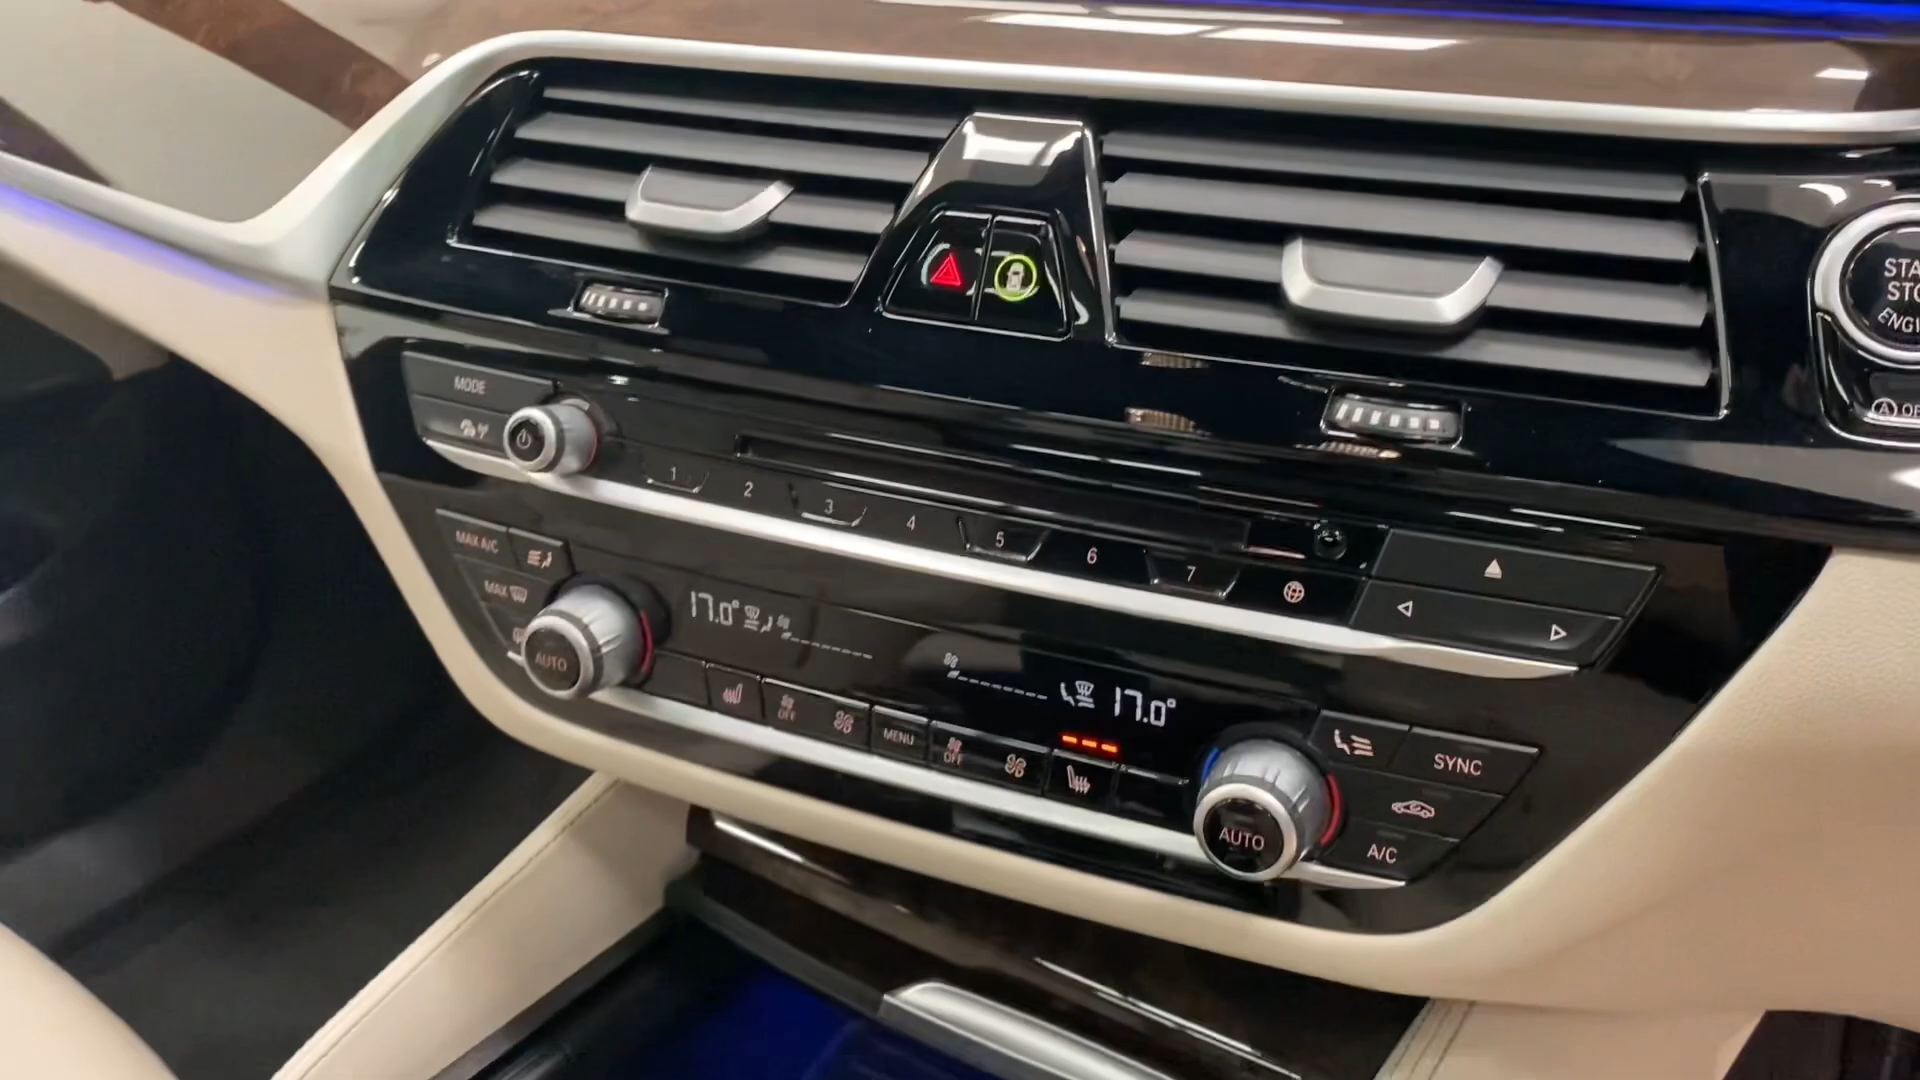 STA
STO
ENGI
A OF
MODE
1 2 3 4 5 6 7
MAX A/C
MAX
AUTO
17.0°
17.0°
OFF
MENU
OFF
AUTO
SYNC
A/C